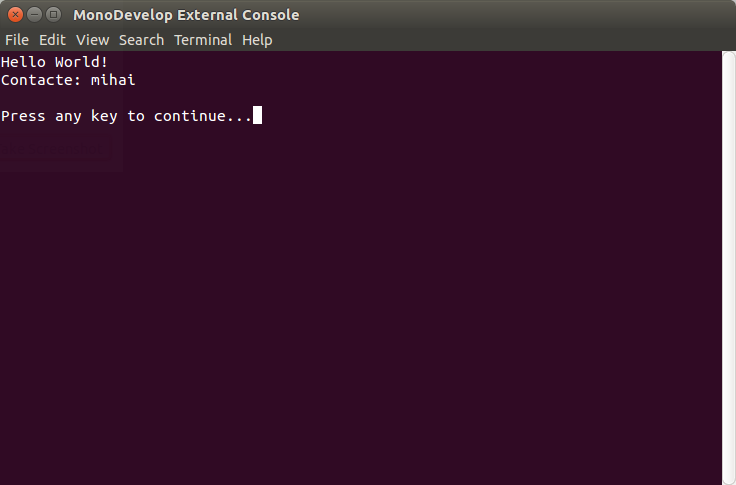 MonoDevelop External Console
File Edit View Search Terminal Help
Hello World!
Contacte: mihai
Press any key to continue...